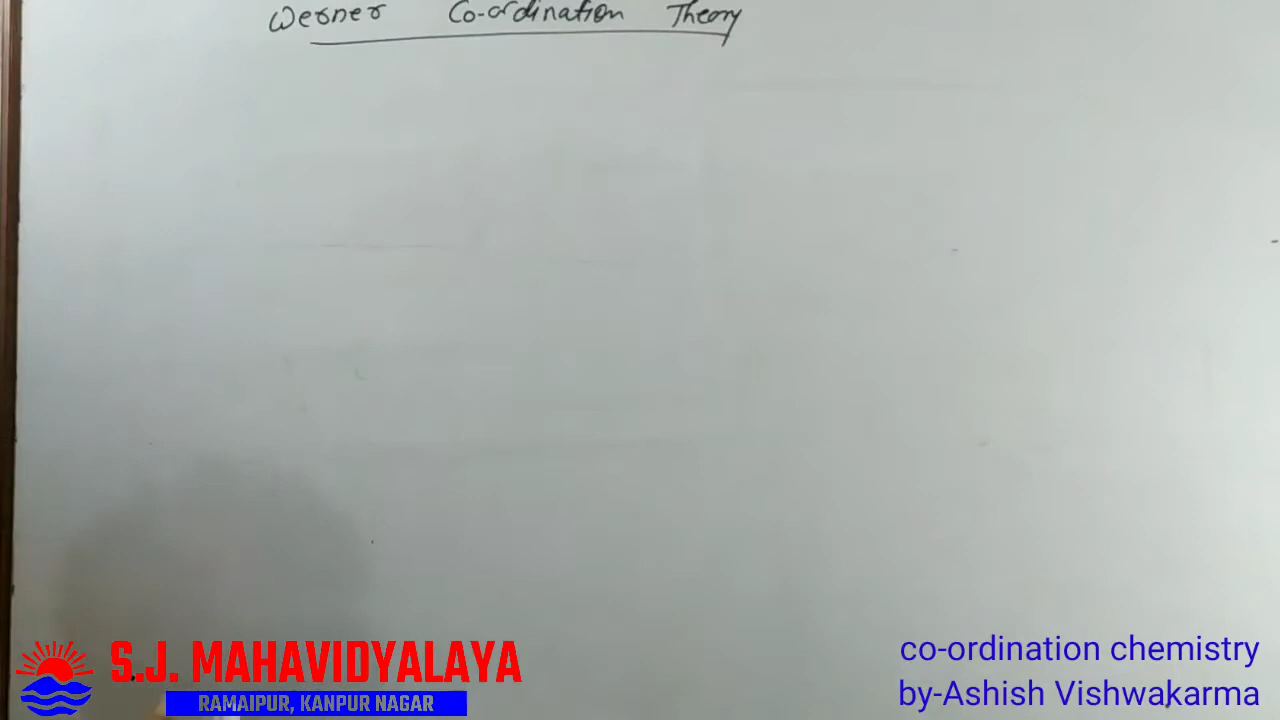 Werner Co-ordination Theory
S.J. MAHAVIDYALAYA
RAMAIPUR, KANPUR NAGAR
co-ordination chemistry
by-Ashish Vishwakarma